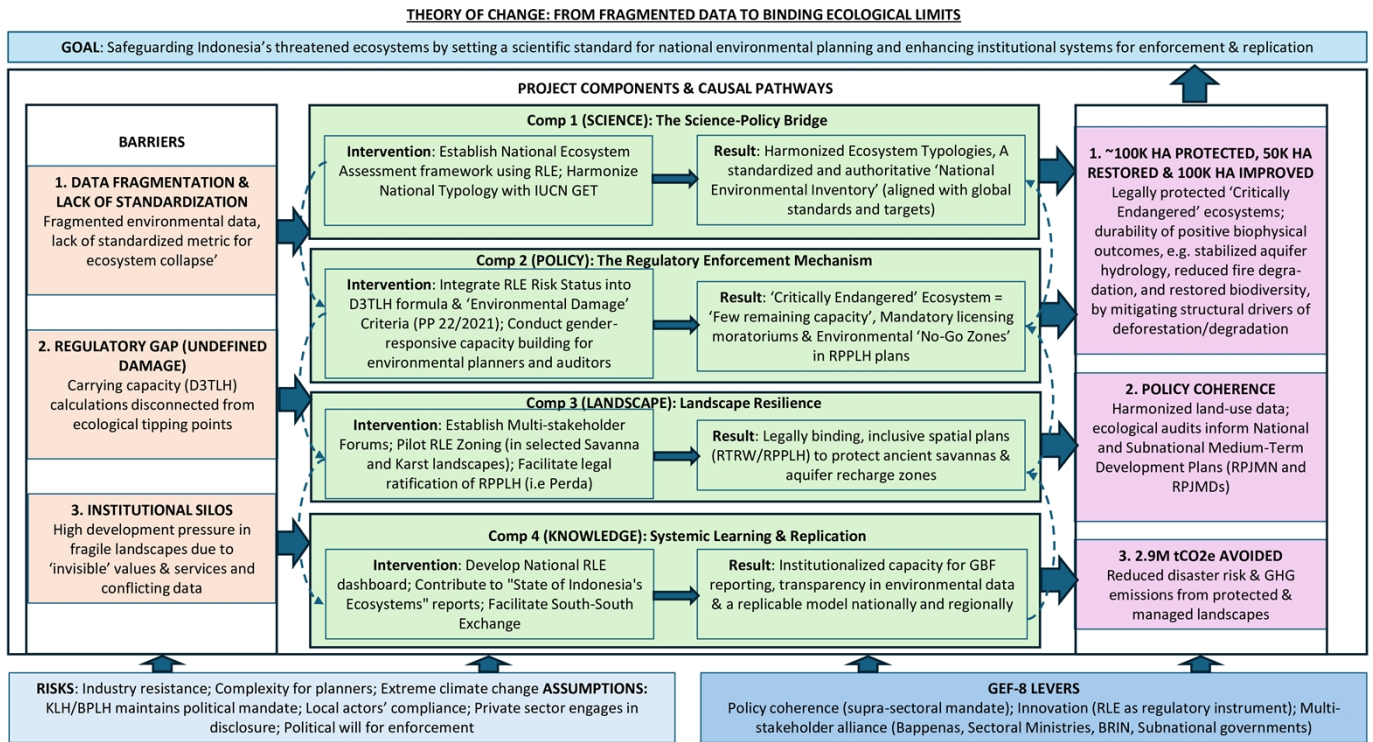 THEORY OF CHANGE: FROM FRAGMENTED DATA TO BINDING ECOLOGICAL LIMITS
GOAL: Safeguarding Indonesia's threatened ecosystems by setting a scientific standard for national environmental planning and enhancing institutional systems for enforcement & replication
PROJECT COMPONENTS & CAUSAL PATHWAYS
BARRIERS
1. DATA FRAGMENTATION &
LACK OF STANDARDIZATION
Fragmented environmental data,
lack of standardized metric for
ecosystem collapse’
2. REGULATORY GAP (UNDEFINED
DAMAGE)
Carrying capacity (D3TLH)
calculations disconnected from
ecological tipping points
3. INSTITUTIONAL SILOS
High development pressure in
fragile landscapes due to
‘invisible’ values & services and
conflicting data
Comp 1 (SCIENCE): The Science-Policy Bridge
Intervention: Establish National Ecosystem
Assessment framework using RLE; Harmonize
National Typology with IUCN GET
Result: Harmonized Ecosystem Typologies, A
standardized and authoritative ‘National
Environmental Inventory’ (aligned with global
standards and targets)
Comp 2 (POLICY): The Regulatory Enforcement Mechanism
Intervention: Integrate RLE Risk Status into
D3TLH formula & ‘Environmental Damage’
Criteria (PP 22/2021); Conduct gender-
responsive capacity building for
environmental planners and auditors
Result: ‘Critically Endangered’ Ecosystem =
‘Few remaining capacity’, Mandatory licensing
moratoriums & Environmental ‘No-Go Zones’
in RPPLH plans
Comp 3 (LANDSCAPE): Landscape Resilience
Intervention: Establish Multi-stakeholder
Forums; Pilot RLE Zoning (in selected Savanna
and Karst landscapes); Facilitate legal
ratification of RPPLH (i.e Perda)
Result: Legally binding, inclusive spatial plans
(RTRW/RPPLH) to protect ancient savannas &
aquifer recharge zones
Comp 4 (KNOWLEDGE): Systemic Learning & Replication
Intervention: Develop National RLE
dashboard; Contribute to "State of Indonesia's
Ecosystems" reports; Facilitate South-South
Exchange
Result: Institutionalized capacity for GBF
reporting, transparency in environmental data
& a replicable model nationally and regionally
1. ~100K HA PROTECTED, 50K HA
RESTORED & 100K HA IMPROVED
Legally protected ‘Critically
Endangered’ ecosystems;
durability of positive biophysical
outcomes, e.g. stabilized aquifer
hydrology, reduced fire degra-
dation, and restored biodiversity,
by mitigating structural drivers of
deforestation/degradation
2. POLICY COHERENCE
Harmonized land-use data;
ecological audits inform National
and Subnational Medium-Term
Development Plans (RPJMN and
RPJMDs)
3. 2.9M tCO2e AVOIDED
Reduced disaster risk & GHG
emissions from protected &
managed landscapes
RISKS: Industry resistance; Complexity for planners; Extreme climate change ASSUMPTIONS:
KLH/BPLH maintains political mandate; Local actors’ compliance; Private sector engages in
disclosure; Political will for enforcement
GEF-8 LEVERS
Policy coherence (supra-sectoral mandate); Innovation (RLE as regulatory instrument); Multi-
stakeholder alliance (Bappenas, Sectoral Ministries, BRIN, Subnational governments)